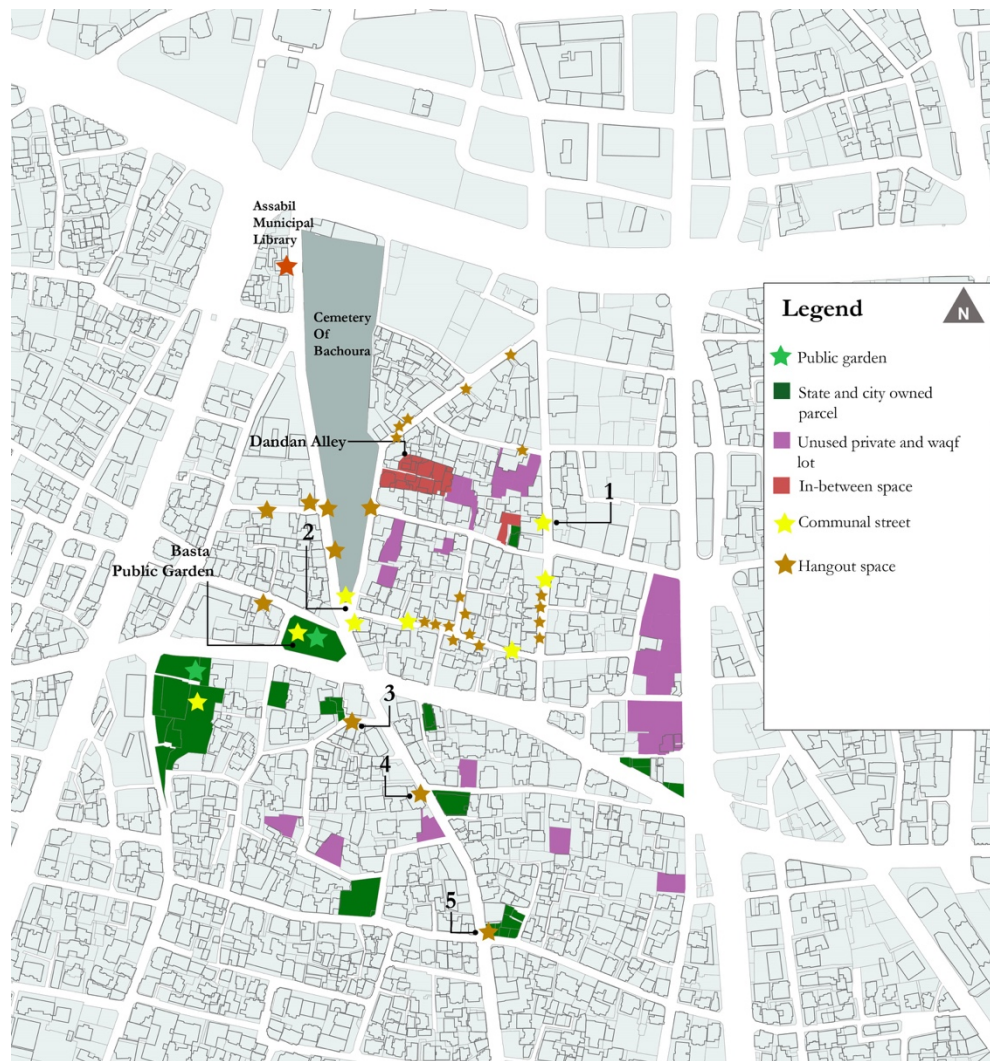 Assabil
Municipal
Library
Cemetery
Of
Bachoura
Dandan Alley
1
2
Basta
Public Garden
3
4
5
Legend
N
Public garden
State and city owned
parcel
Unused private and waqf
lot
In-between space
Communal street
Hangout space